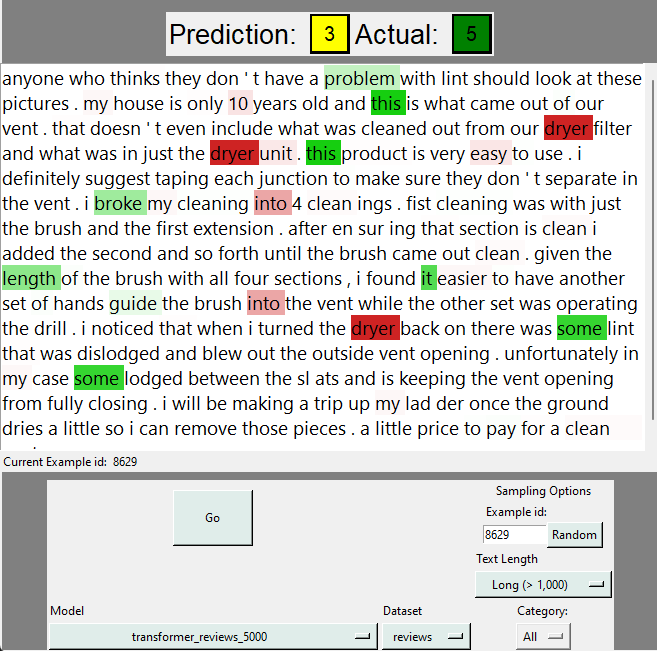 Prediction: 3 Actual: 5
anyone who thinks they don ' t have a problem with lint should look at these
pictures . my house is only 10 years old and this is what came out of our
vent . that doesn ' t even include what was cleaned out from our dryer filter
and what was in just the dryer unit . this product is very easy to use . i
definitely suggest taping each junction to make sure they don ' t separate in
the vent . i broke my cleaning into 4 clean ings . fist cleaning was with just
the brush and the first extension . after en sur ing that section is clean i
added the second and so forth until the brush came out clean . given the
length of the brush with all four sections , i found it easier to have another
set of hands guide the brush into the vent while the other set was operating
the drill . i noticed that when i turned the dryer back on there was some lint
that was dislodged and blew out the outside vent opening . unfortunately in
my case some lodged between the sl ats and is keeping the vent opening
from fully closing . i will be making a trip up my lad der once the ground
dries a little so i can remove those pieces . a little price to pay for a clean
Current Example id: 8629
Go
Sampling Options
Example id:
8629 Random
Text Length
Long (> 1,000)
Model Dataset Category:
transformer_reviews_5000 reviews All